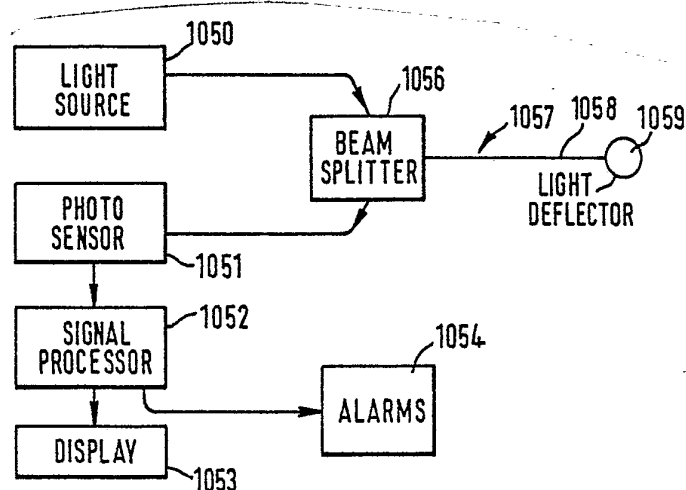 1050
LIGHT
SOURCE
1056
BEAM
SPLITTER
1057
1058
1059
LIGHT
DEFLECTOR
PHOTO
SENSOR
1051
SIGNAL
PROCESSOR
1052
1054
ALARMS
DISPLAY
1053